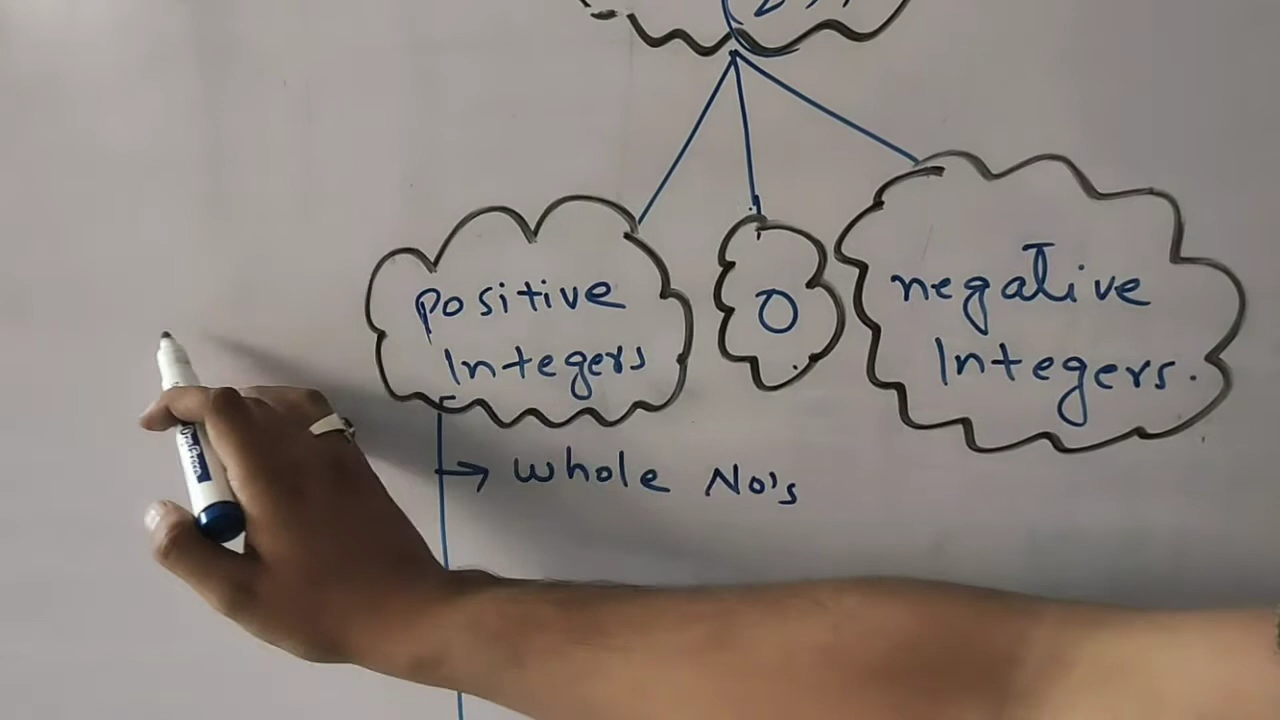 positive
Integers
0
negative
Integers.
→ Whole No's